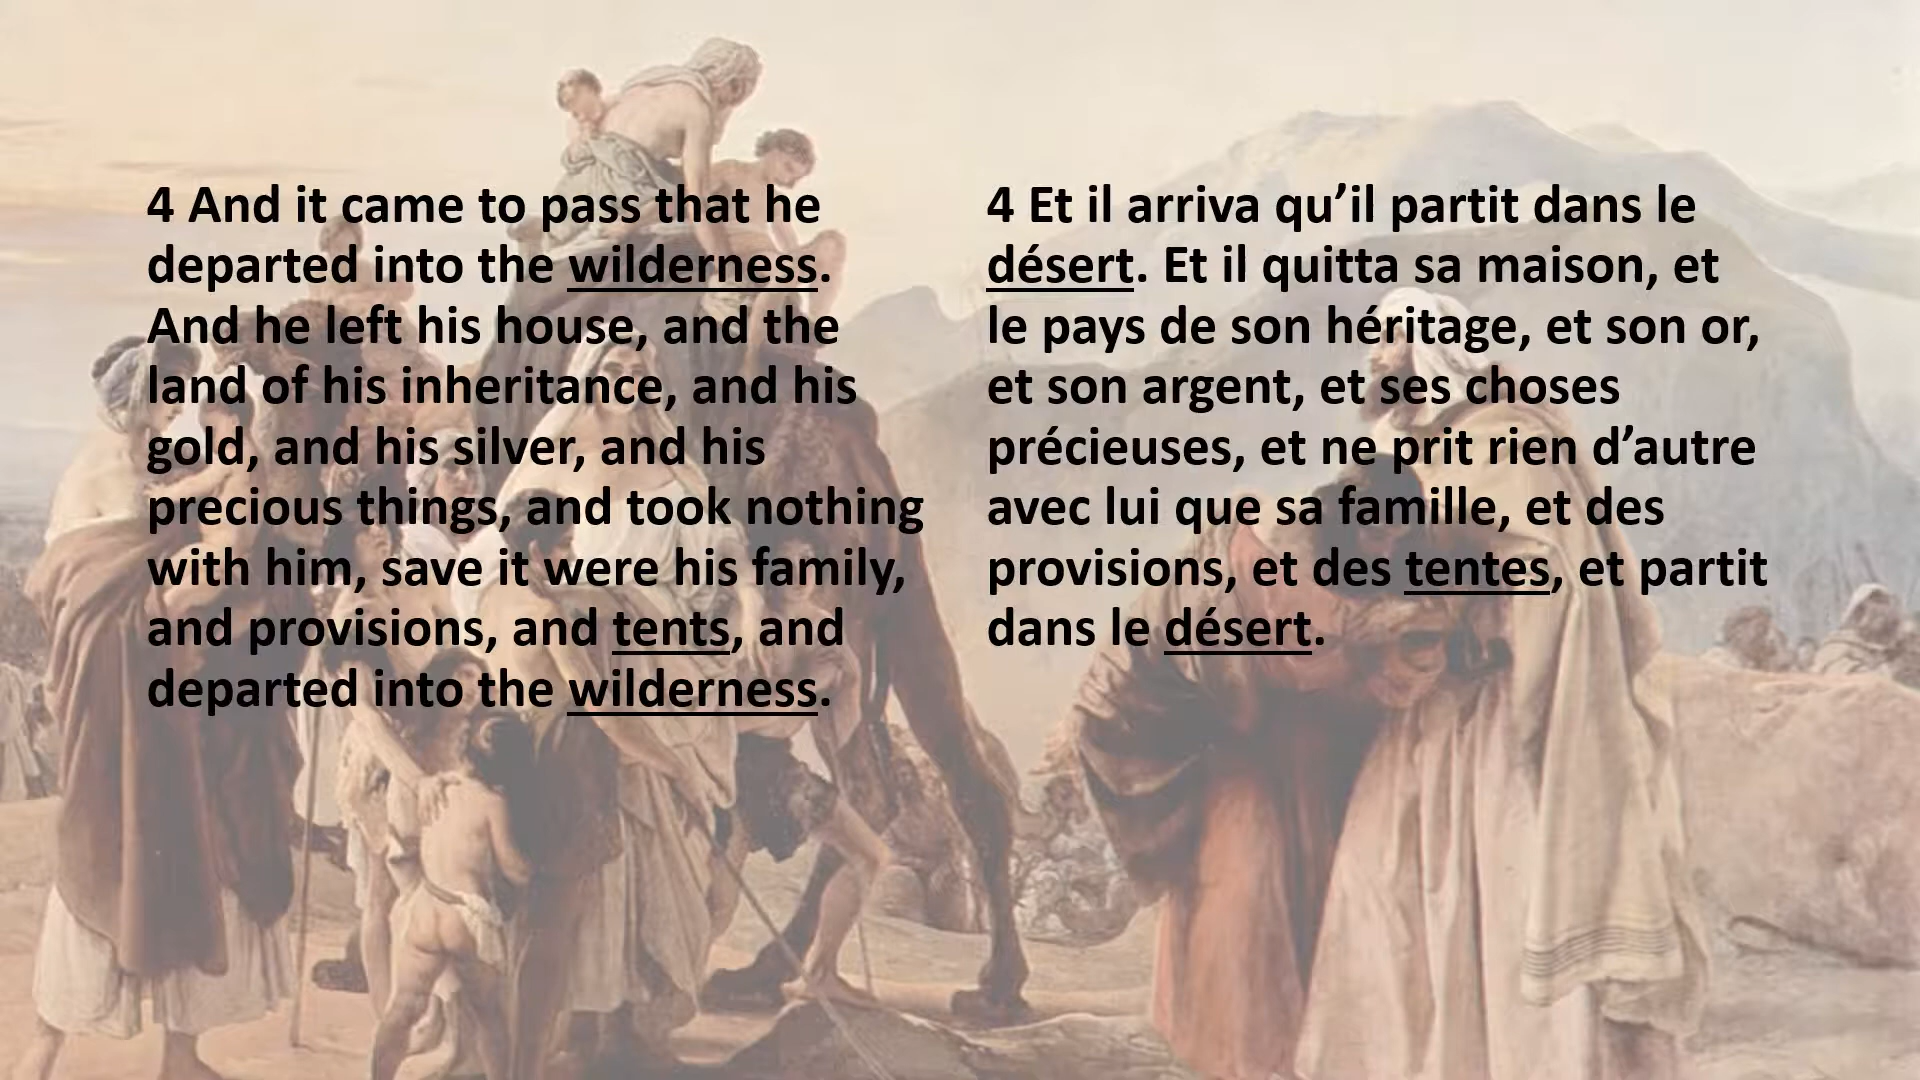 4 And it came to pass that he
departed into the wilderness.
And he left his house, and the
land of his inheritance, and his
gold, and his silver, and his
precious things, and took nothing
with him, save it were his family,
and provisions, and tents, and
departed into the wilderness.
4 Et il arriva qu’il partit dans le
désert. Et il quitta sa maison, et
le pays de son héritage, et son or,
et son argent, et ses choses
précieuses, et ne prit rien d’autre
avec lui que sa famille, et des
provisions, et des tentes, et partit
dans le désert.